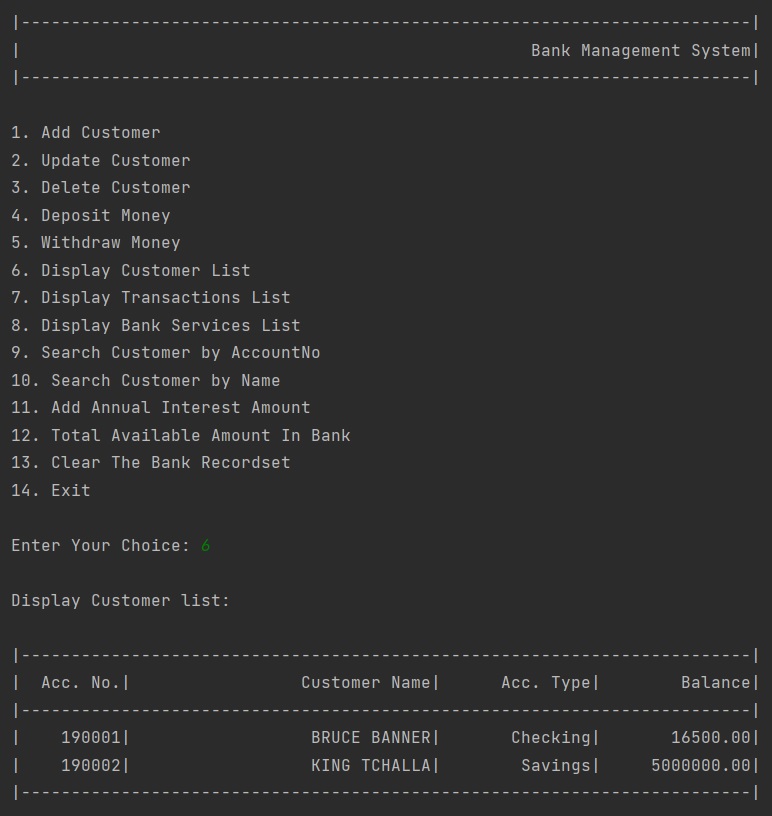 |-------------------------------------------------------------------------|
|                                                   Bank Management System|
|-------------------------------------------------------------------------|
1. Add Customer
2. Update Customer
3. Delete Customer
4. Deposit Money
5. Withdraw Money
6. Display Customer List
7. Display Transactions List
8. Display Bank Services List
9. Search Customer by AccountNo
10. Search Customer by Name
11. Add Annual Interest Amount
12. Total Available Amount In Bank
13. Clear The Bank Recordset
14. Exit
Enter Your Choice: 6
Display Customer list:
|-------------------------------------------------------------------------|
|  Acc. No.|                 Customer Name|      Acc. Type|        Balance|
|-------------------------------------------------------------------------|
|    190001|                  BRUCE BANNER|       Checking|       16500.00|
|    190002|                  KING TCHALLA|        Savings|     5000000.00|
|-------------------------------------------------------------------------|